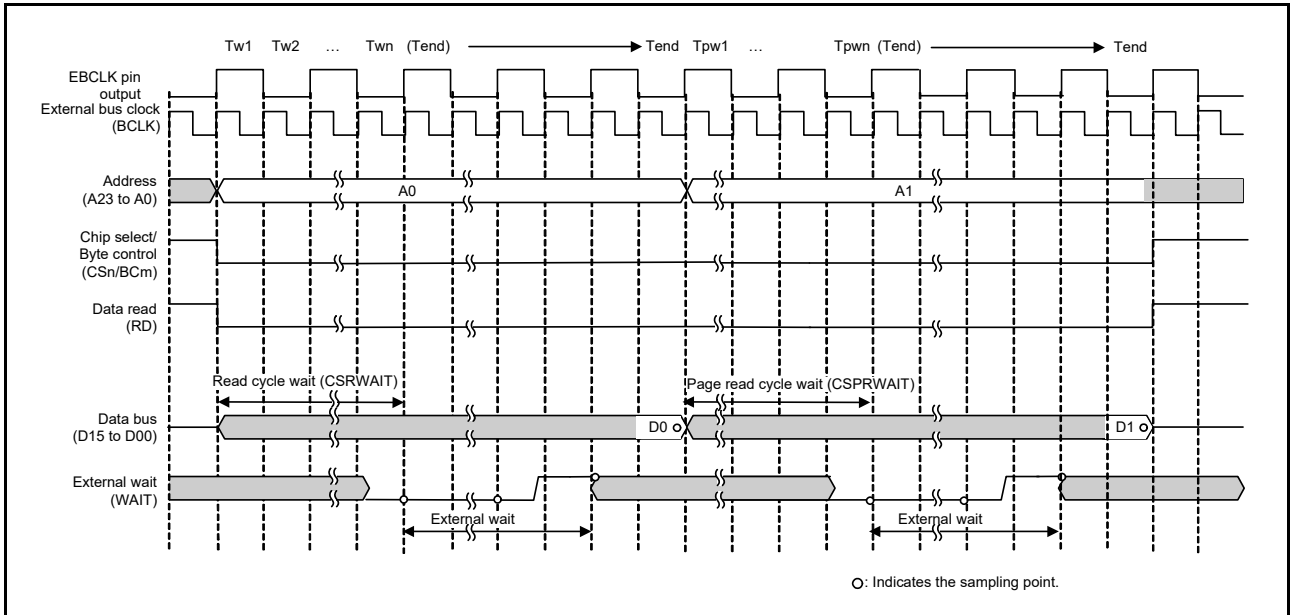 Tw1 Tw2 … Twn (Tend) Tend Tpw1 … Tpwn (Tend) Tend
EBCLK pin
output
External bus clock
(BCLK)
Address
(A23 to A0)
A0 A1
Chip select/
Byte control
(CSn/BCm)
Data read
(RD)
Read cycle wait (CSRWAIT) Page read cycle wait (CSPRWAIT)
Data bus
(D15 to D00)
D0 D1
External wait
(WAIT)
External wait External wait
: Indicates the sampling point.